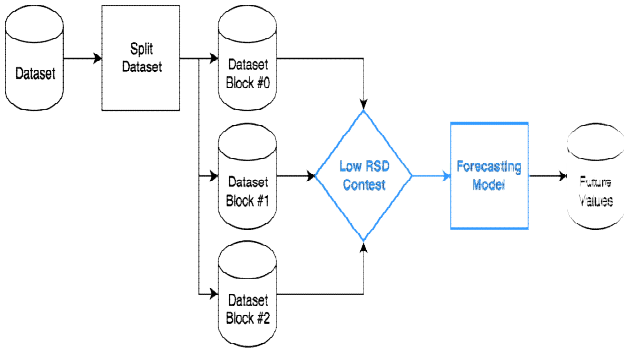 Dataset
Split
Dataset
Dataset
Block #0
Dataset
Block #1
Dataset
Block #2
Low RSD
Contest
Forecasting
Model
Future
Values